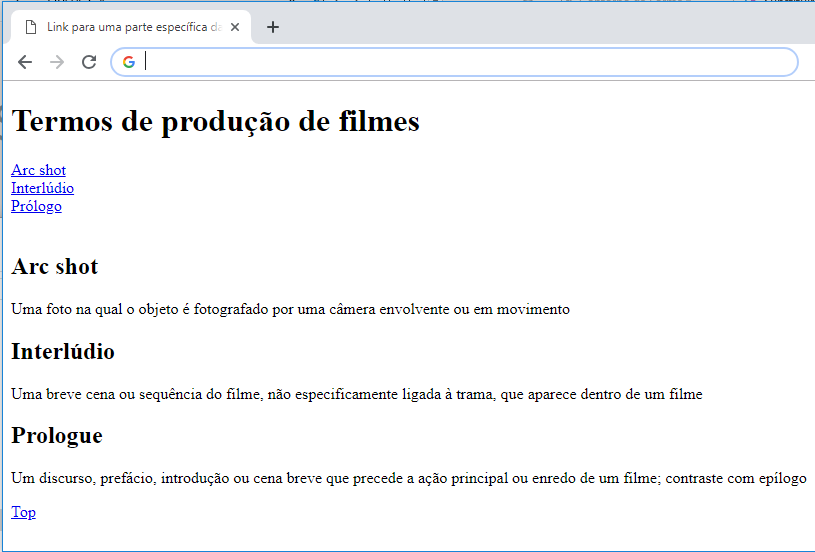 Link para uma parte específica da
Termos de produção de filmes
Arc shot
Interlúdio
Prólogo
Arc shot
Uma foto na qual o objeto é fotografado por uma câmera envolvente ou em movimento
Interlúdio
Uma breve cena ou sequência do filme, não especificamente ligada à trama, que aparece dentro de um filme
Prologue
Um discurso, prefácio, introdução ou cena breve que precede a ação principal ou enredo de um filme; contraste com epílogo
Top